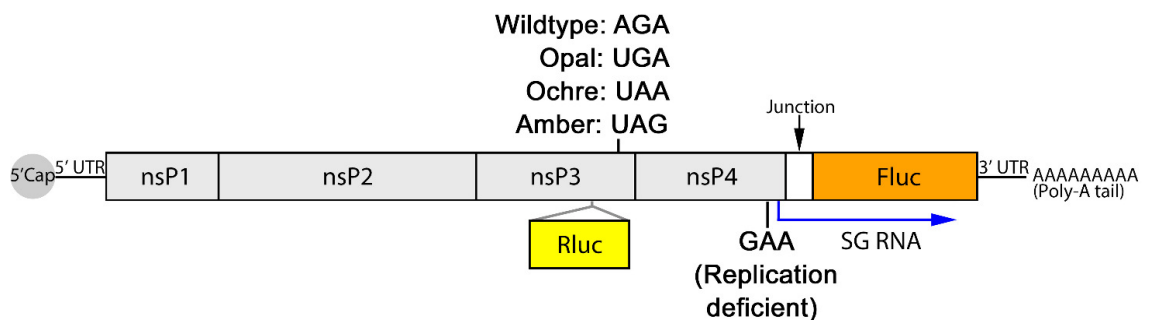 Wildtype: AGA
Opal: UGA
Ochre: UAA
Amber: UAG
Junction
5'Cap
5' UTR
nsP1
nsP2
nsP3
nsP4
Fluc
3' UTR
AAAAAAAAA
(Poly-A tail)
Rluc
GAA
(Replication
deficient)
SG RNA